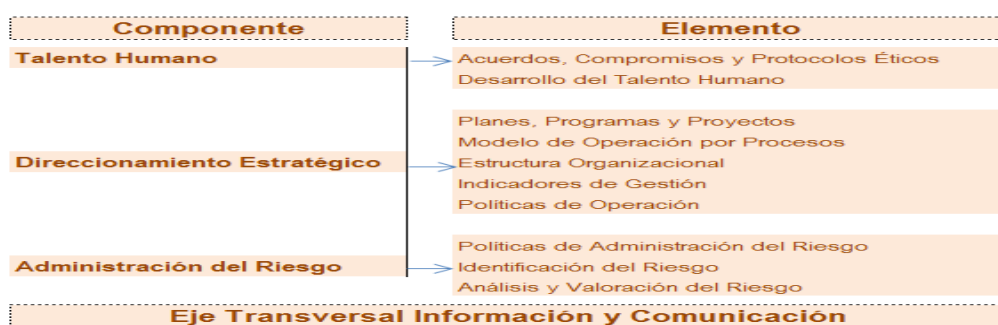 Componente
Elemento
Talento Humano
Acuerdos, Compromisos y Protocolos Éticos
Desarrollo del Talento Humano
Planes, Programas y Proyectos
Modelo de Operación por Procesos
Direccionamiento Estratégico
Estructura Organizacional
Indicadores de Gestión
Políticas de Operación
Políticas de Administración del Riesgo
Administración del Riesgo
Identificación del Riesgo
Análisis y Valoración del Riesgo
Eje Transversal Información y Comunicación